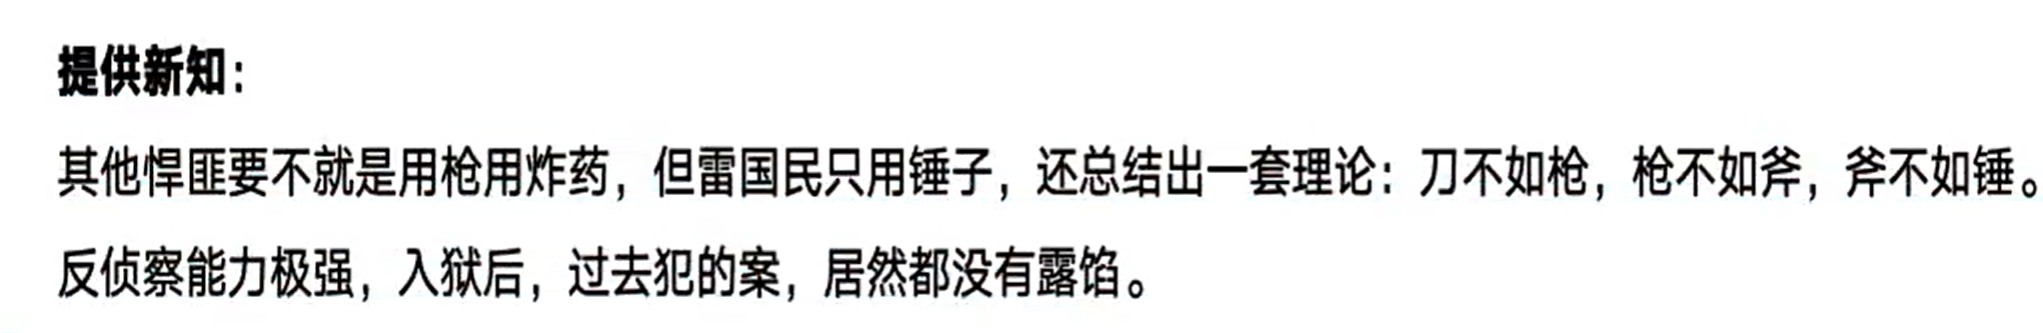 提供新知：
其他悍匪要不就是用枪用炸药，但雷国民只用锤子，还总结出一套理论：刀不如枪，枪不如斧，斧不如锤。
反侦察能力极强，入狱后，过去犯的案，居然都没有露馅。